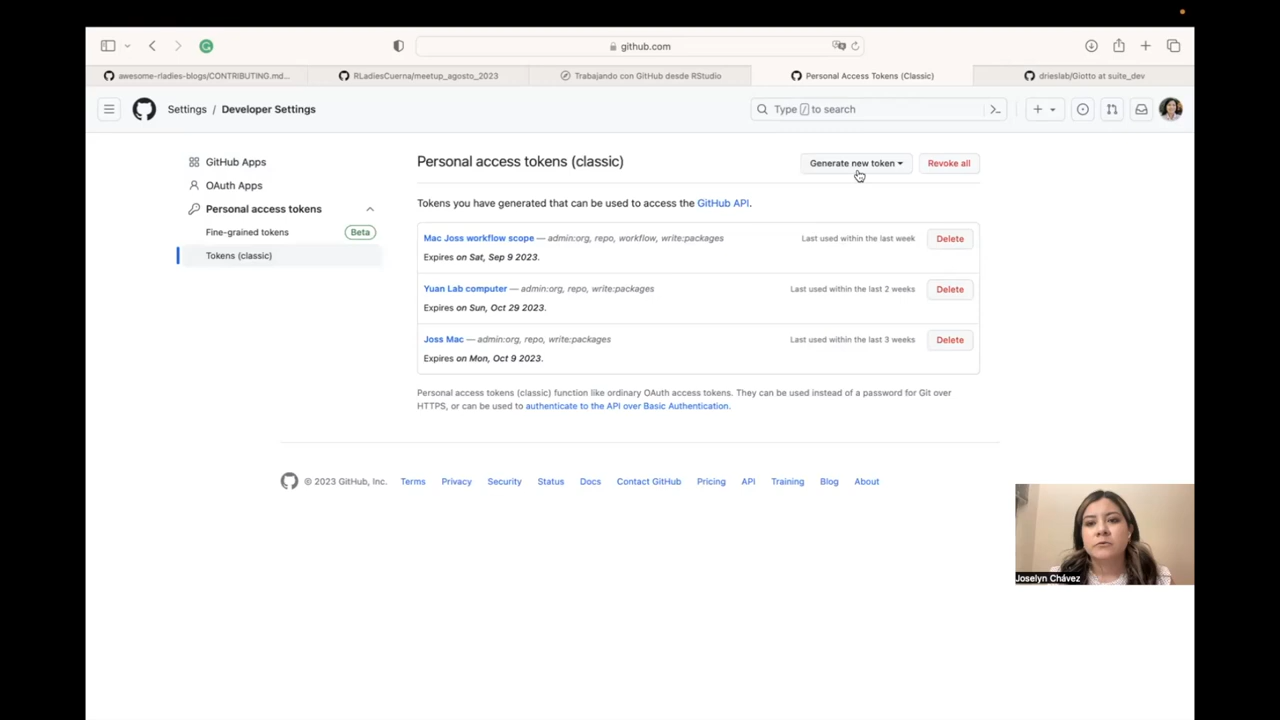 github.com
awesome-rladies-blogs/CONTRIBUTING.md...
RLadiesCuerna/meetup_agosto_2023
Trabajando con GitHub desde RStudio
Personal Access Tokens (Classic)
drieslab/Giotto at suite_dev
Settings / Developer Settings
Type / to search
GitHub Apps
OAuth Apps
Personal access tokens
Fine-grained tokens Beta
Tokens (classic)
Personal access tokens (classic)
Generate new token
Revoke all
Tokens you have generated that can be used to access the GitHub API.
Mac Joss workflow scope — admin:org, repo, workflow, write:packages Last used within the last week Delete
Expires on Sat, Sep 9 2023.
Yuan Lab computer — admin:org, repo, write:packages Last used within the last 2 weeks Delete
Expires on Sun, Oct 29 2023.
Joss Mac — admin:org, repo, write:packages Last used within the last 3 weeks Delete
Expires on Mon, Oct 9 2023.
Personal access tokens (classic) function like ordinary OAuth access tokens. They can be used instead of a password for Git over
HTTPS, or can be used to authenticate to the API over Basic Authentication.
© 2023 GitHub, Inc. Terms Privacy Security Status Docs Contact GitHub Pricing API Training Blog About
Joselyn Chávez